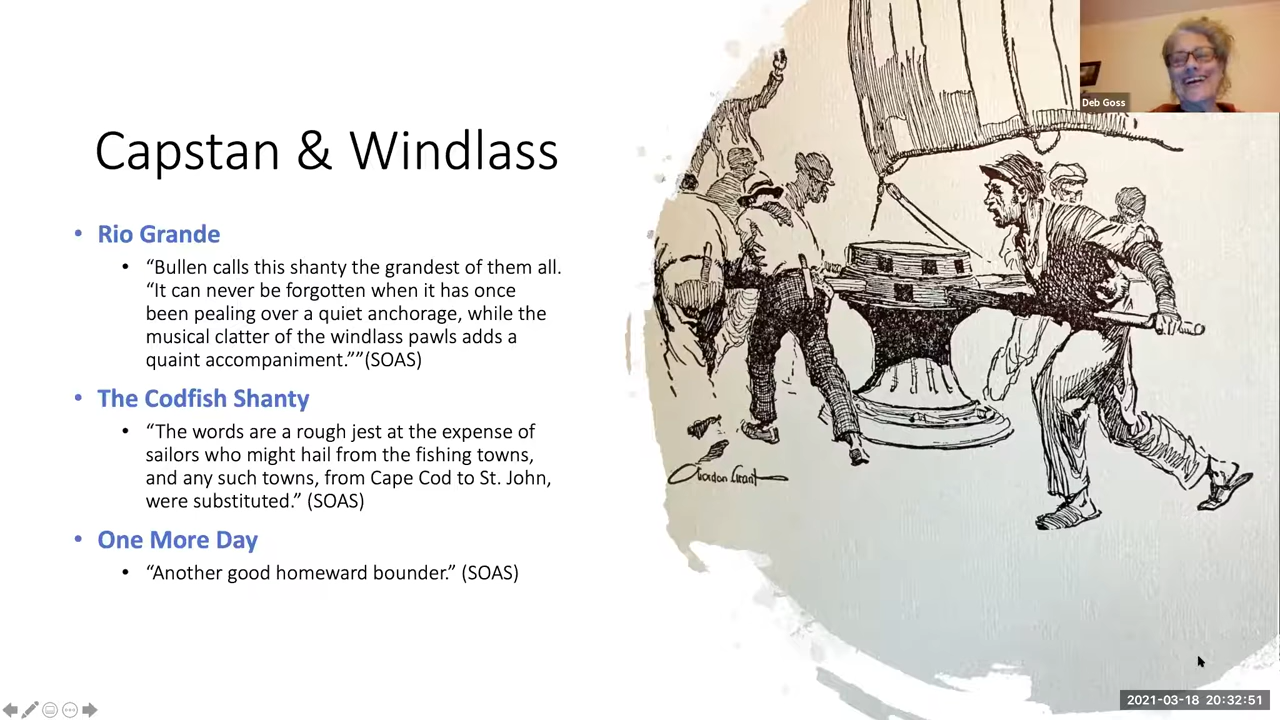 Capstan & Windlass
• Rio Grande
• “Bullen calls this shanty the grandest of them all.
“It can never be forgotten when it has once
been pealing over a quiet anchorage, while the
musical clatter of the windlass pawls adds a
quaint accompaniment.””(SOAS)
• The Codfish Shanty
• “The words are a rough jest at the expense of
sailors who might hail from the fishing towns,
and any such towns, from Cape Cod to St. John,
were substituted.” (SOAS)
• One More Day
• “Another good homeward bounder.” (SOAS)
Gordon Grant
Deb Goss
2021-03-18 20:32:51